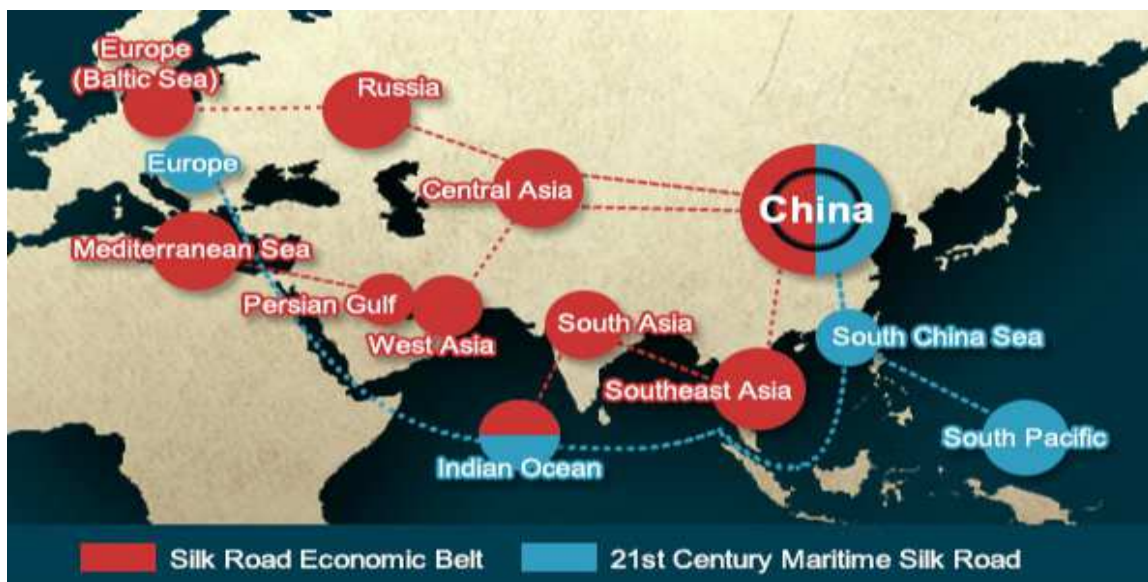 Europe
(Baltic Sea)
Russia
Europe
Central Asia
China
Mediterranean Sea
Persian Gulf
West Asia
South Asia
South China Sea
Southeast Asia
Indian Ocean
South Pacific
Silk Road Economic Belt
21st Century Maritime Silk Road